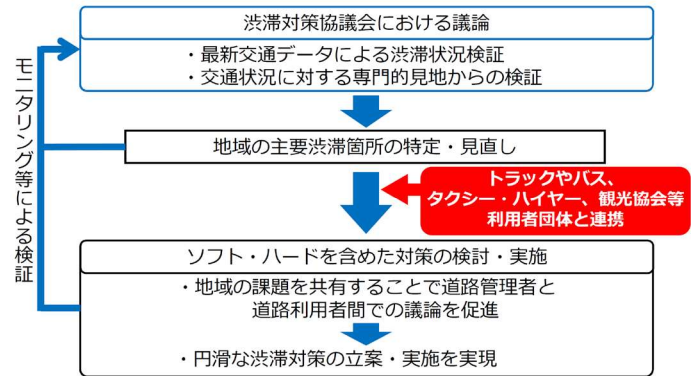 渋滞対策協議会における議論
・最新交通データによる渋滞状況検証
・交通状況に対する専門的見地からの検証
モニタリング等による検証
地域の主要渋滞箇所の特定・見直し
トラックやバス、
タクシー・ハイヤー、観光協会等
利用者団体と連携
ソフト・ハードを含めた対策の検討・実施
・地域の課題を共有することで道路管理者と
道路利用者間での議論を促進
・円滑な渋滞対策の立案・実施を実現